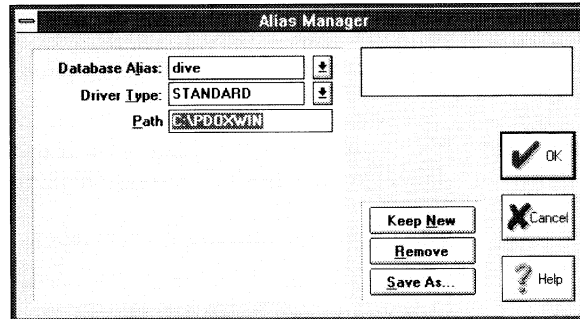 Alias Manager
Database Alias: dive
Driver Type: STANDARD
Path C:\PDOXWIN
OK
Keep New
Cancel
Remove
Save As...
Help